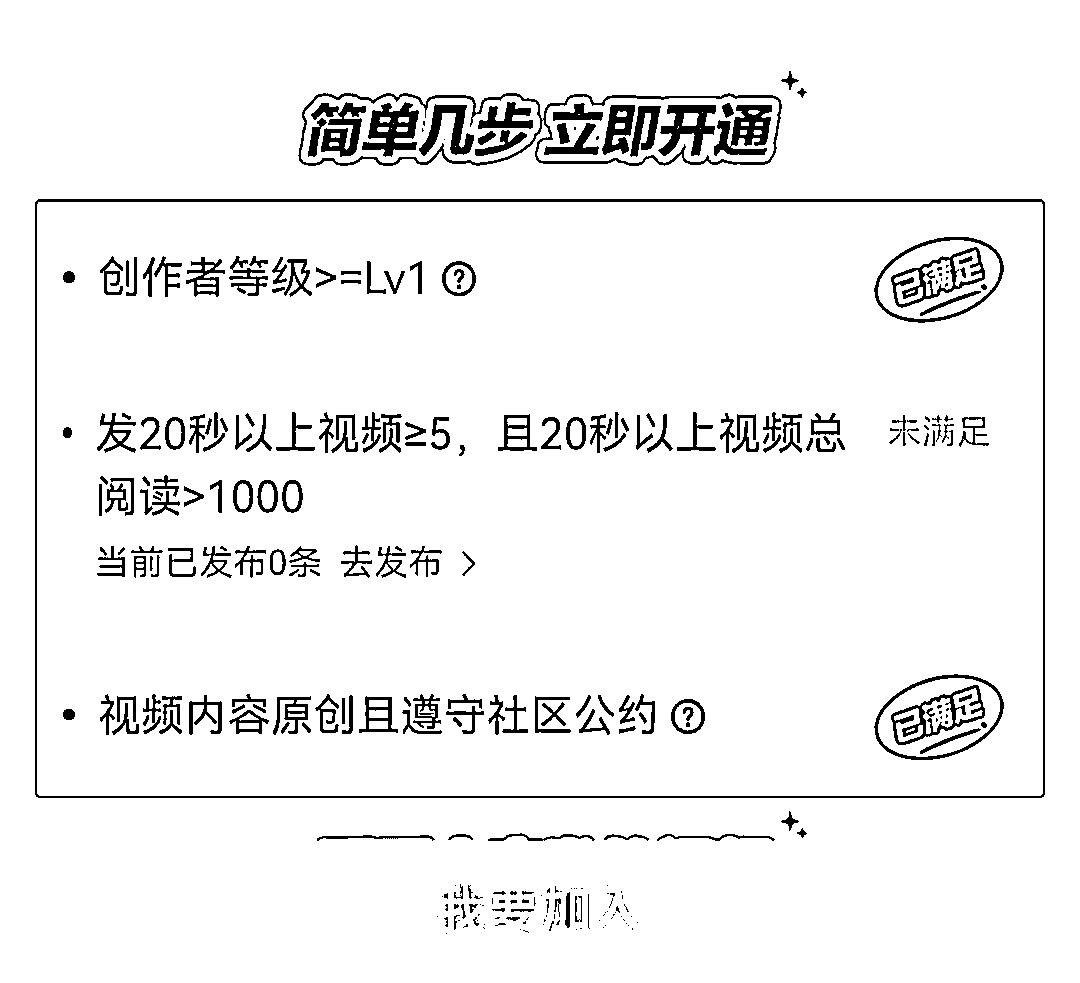 简单几步 立即开通
创作者等级>=Lv1 ?
已满足
发20秒以上视频≥5，且20秒以上视频总
未满足
阅读>1000
当前已发布0条 去发布 >
视频内容原创且遵守社区公约 ?
已满足
我要加入